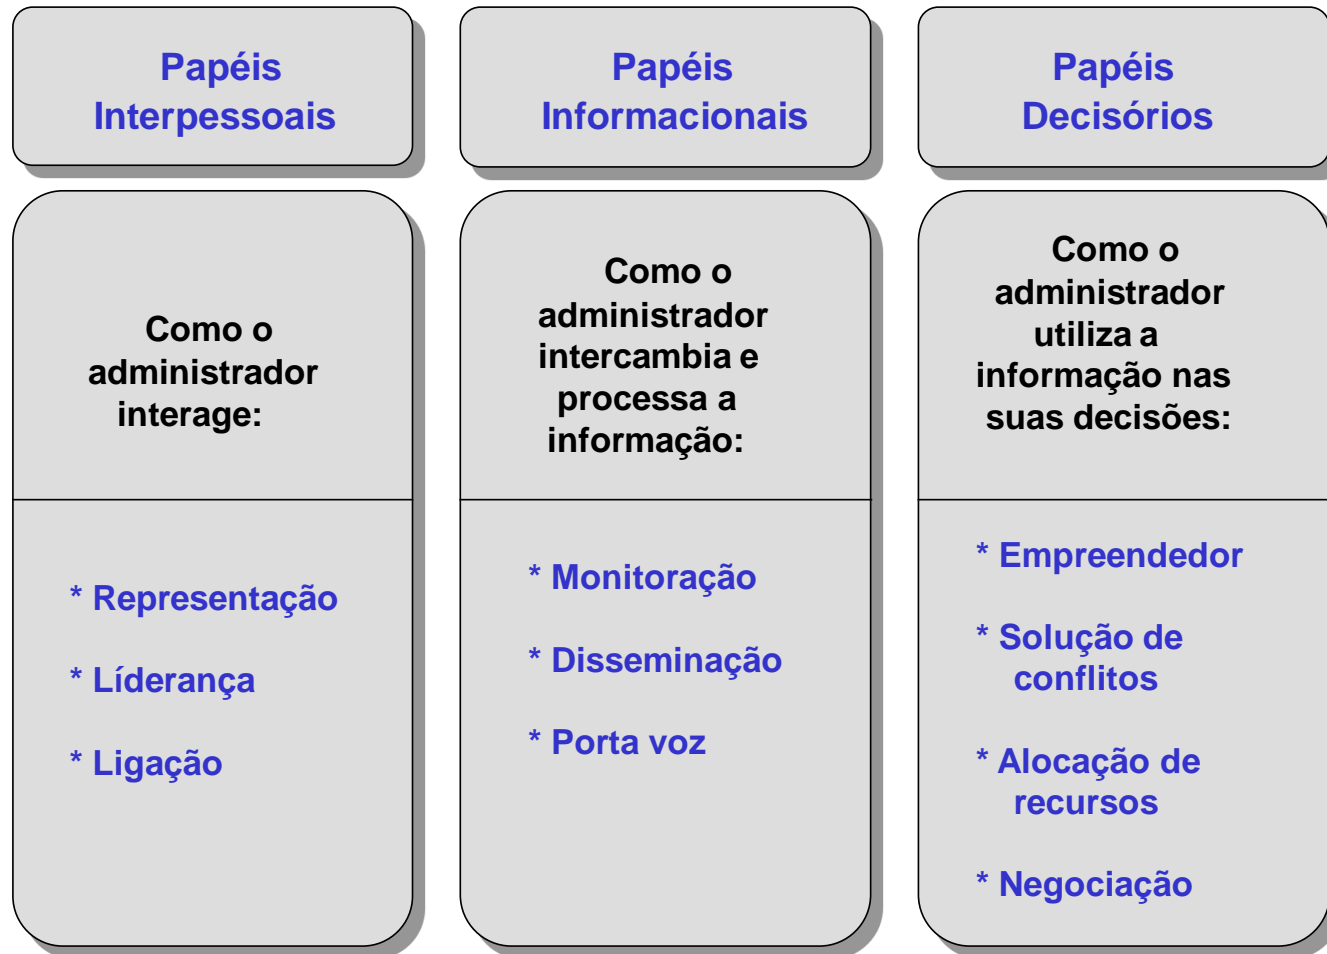 Papéis
Interpessoais
Como o
administrador
interage:
* Representação
* Líderança
* Ligação
Papéis
Informacionais
Como o
administrador
intercambia e
processa a
informação:
* Monitoração
* Disseminação
* Porta voz
Papéis
Decisórios
Como o
administrador
utiliza a
informação nas
suas decisões:
* Empreendedor
* Solução de
conflitos
* Alocação de
recursos
* Negociação